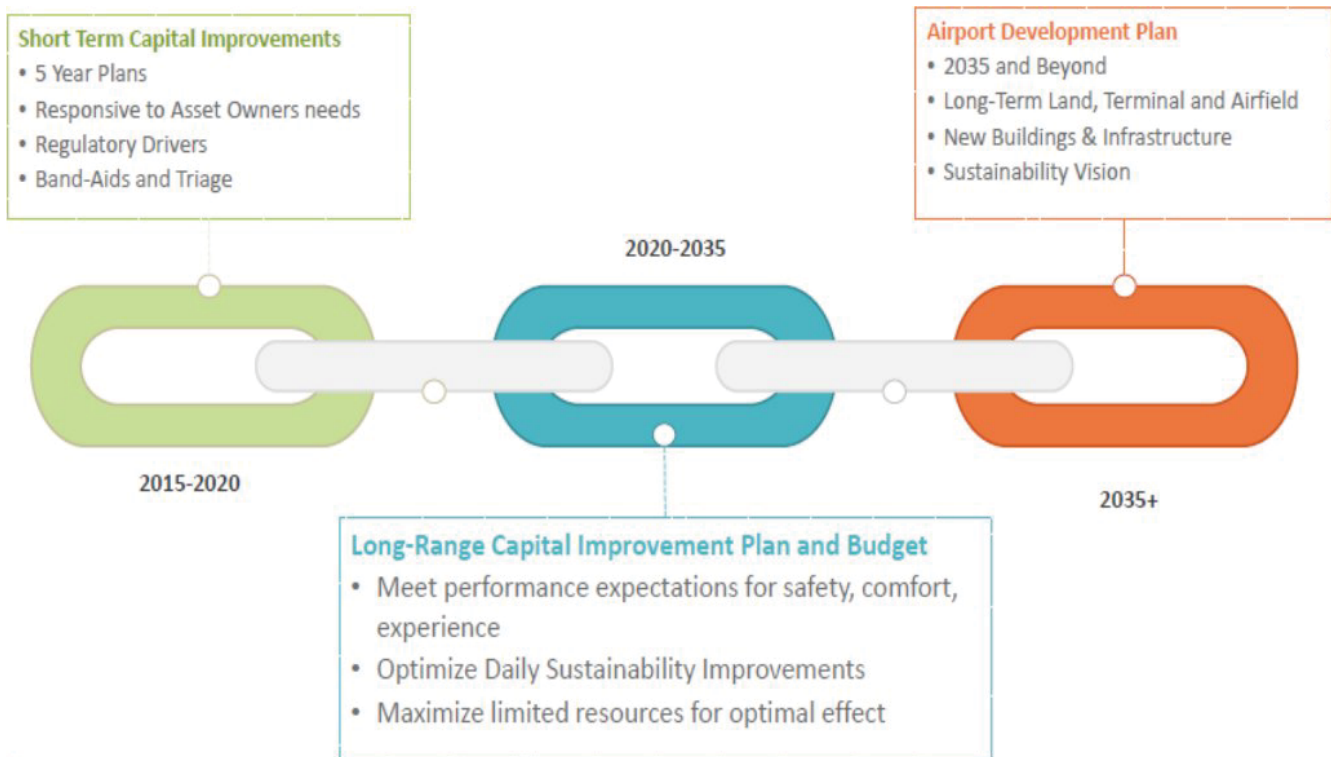 Short Term Capital Improvements
• 5 Year Plans
• Responsive to Asset Owners needs
• Regulatory Drivers
• Band-Aids and Triage
Airport Development Plan
• 2035 and Beyond
• Long-Term Land, Terminal and Airfield
• New Buildings & Infrastructure
• Sustainability Vision
2020-2035
2015-2020
2035+
Long-Range Capital Improvement Plan and Budget
• Meet performance expectations for safety, comfort,
experience
• Optimize Daily Sustainability Improvements
• Maximize limited resources for optimal effect